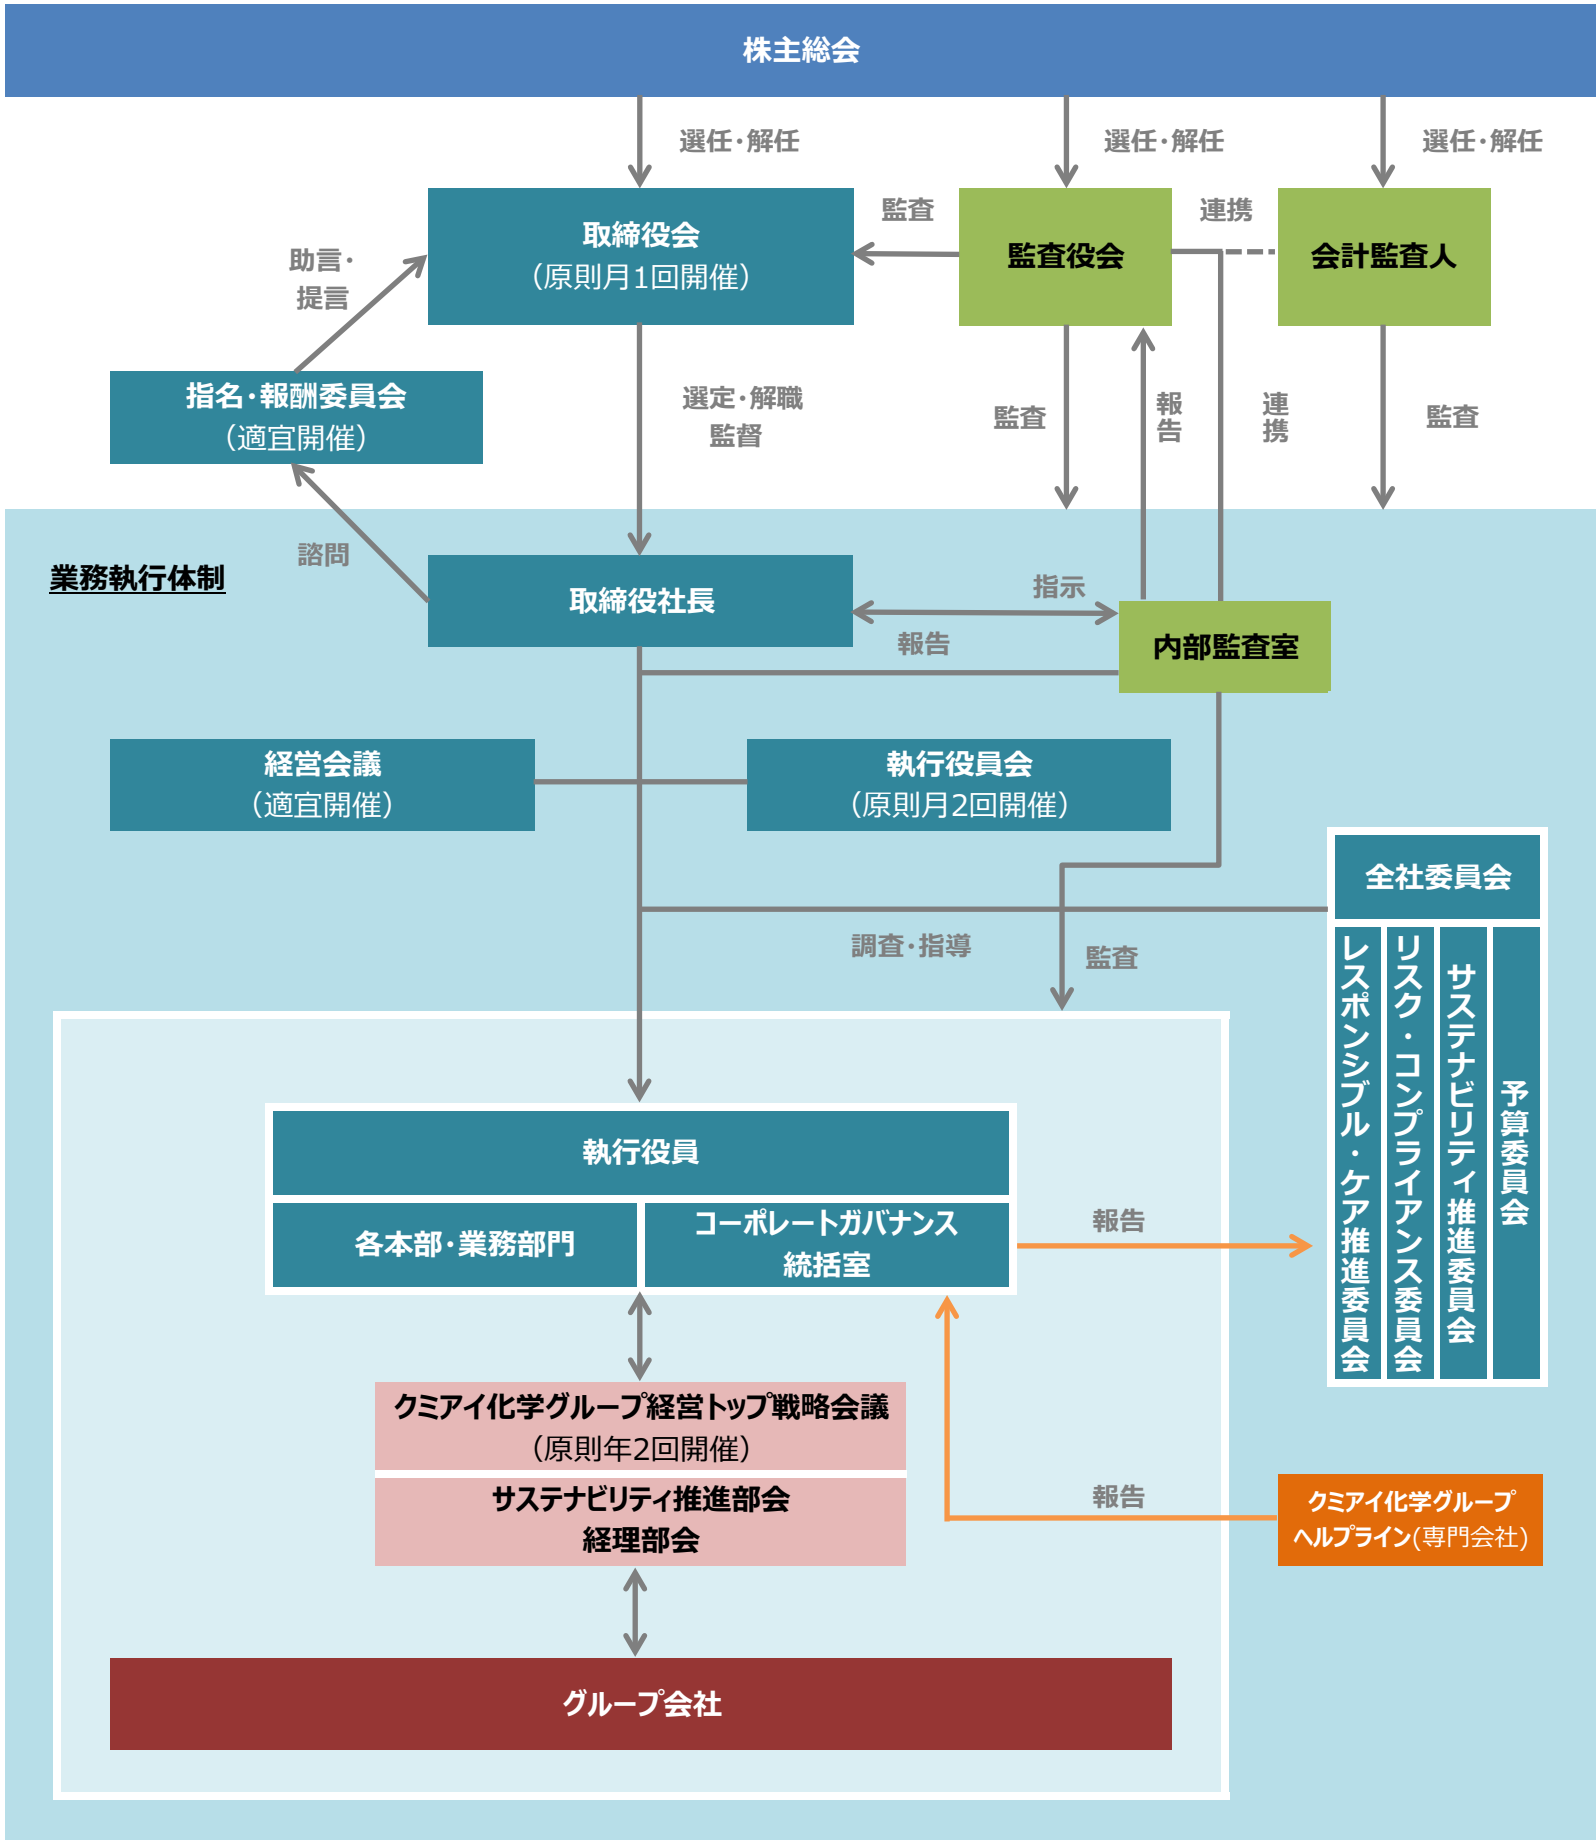 株主総会
選任・解任
選任・解任
選任・解任
取締役会
（原則月1回開催）
監査
監査役会
連携
会計監査人
助言・
提言
指名・報酬委員会
（適宜開催）
選定・解職
監督
監査
報告
連携
監査
業務執行体制
諮問
取締役社長
指示
報告
内部監査室
経営会議
（適宜開催）
執行役員会
（原則月2回開催）
全社委員会
レスポンシブル・ケア推進委員会
リスク・コンプライアンス委員会
サステナビリティ推進委員会
予算委員会
調査・指導
監査
執行役員
各本部・業務部門
コーポレートガバナンス
統括室
報告
クミアイ化学グループ経営トップ戦略会議
（原則年2回開催）
サステナビリティ推進部会
経理部会
報告
クミアイ化学グループ
ヘルプライン(専門会社)
グループ会社